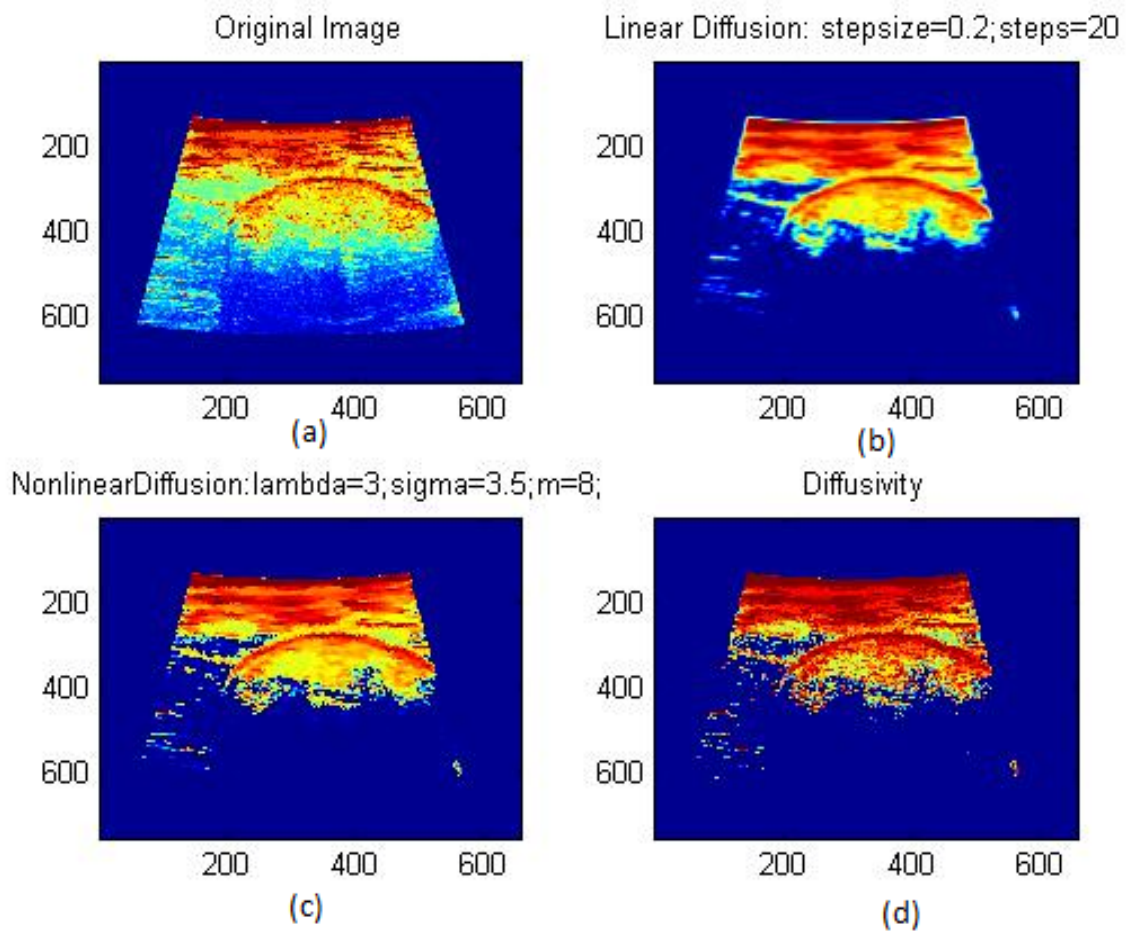 Original Image
200
400
600
200 400 600
(a)
Linear Diffusion: stepsize=0.2;steps=20
200
400
600
200 400 600
(b)
NonlinearDiffusion:lambda=3;sigma=3.5;m=8;
200
400
600
200 400 600
(c)
Diffusivity
200
400
600
200 400 600
(d)